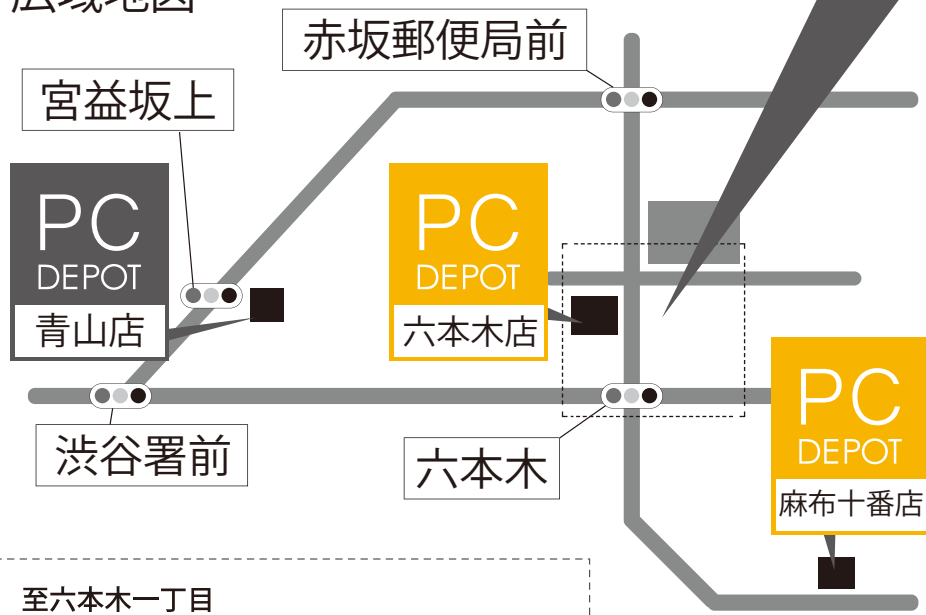 広域地図
赤坂郵便局前
宮益坂上
PC
DEPOT
青山店
PC
DEPOT
六本木店
PC
DEPOT
麻布十番店
渋谷署前
六本木
至六本木一丁目